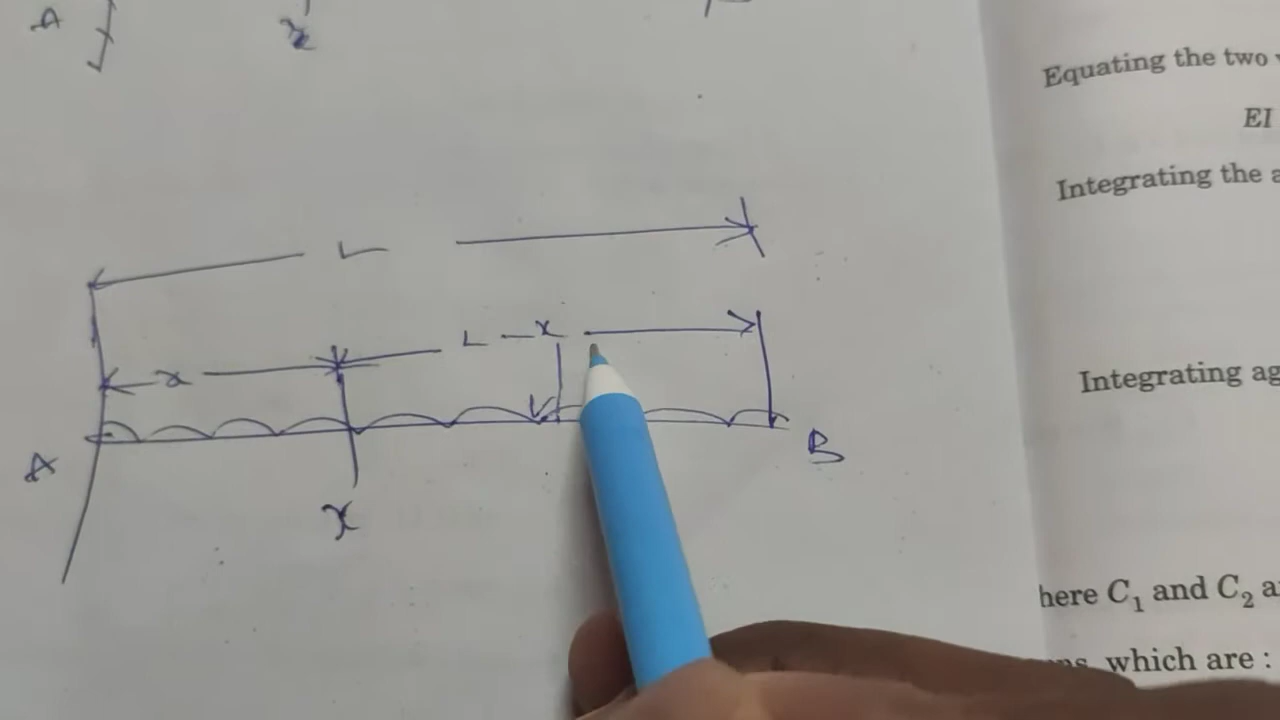 A
x
Equating the two
EI
Integrating the a
L
L - x
x
Integrating ag
A
B
x
here C₁ and C₂ a
which are :